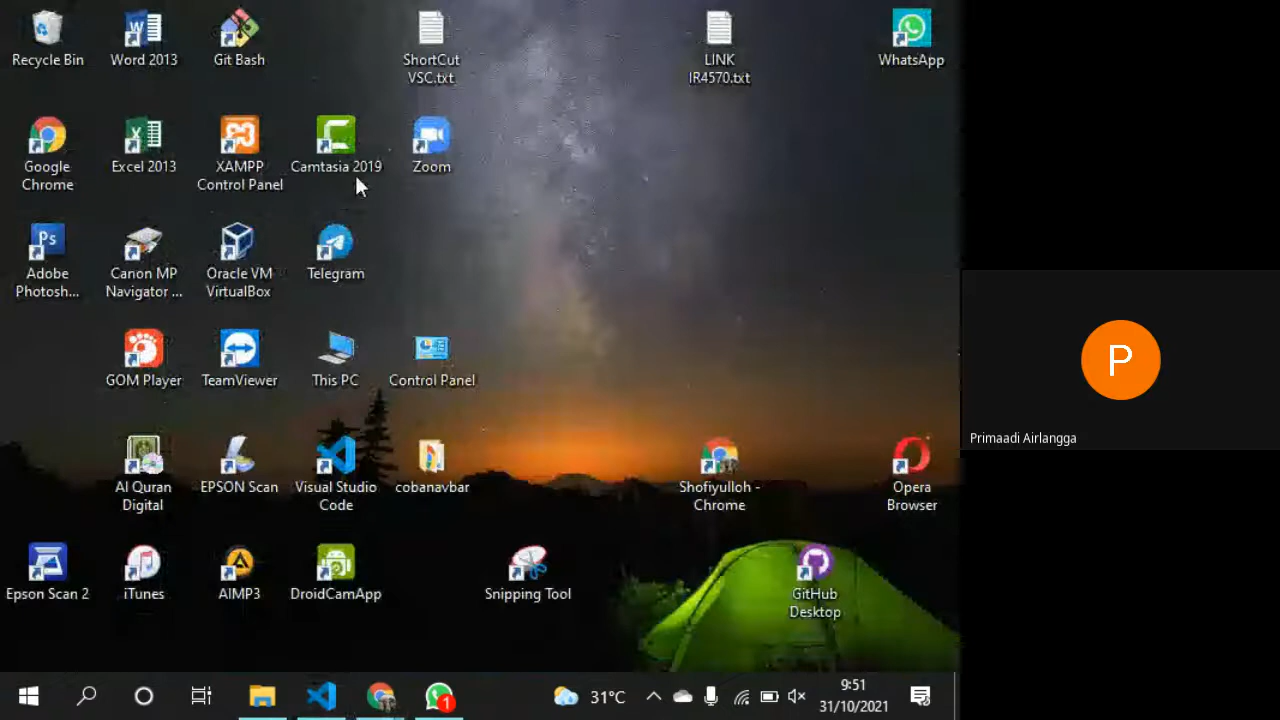 Recycle Bin
Word 2013
Git Bash
ShortCut
VSC.txt
LINK
IR4570.txt
WhatsApp
Google
Chrome
Excel 2013
XAMPP
Control Panel
Camtasia 2019
Zoom
Ps
Adobe
Photosh...
Canon MP
Navigator ...
Oracle VM
VirtualBox
Telegram
GOM Player
TeamViewer
This PC
Control Panel
Al Quran
Digital
EPSON Scan
Visual Studio
Code
cobanavbar
Shofiyulloh -
Chrome
Opera
Browser
Epson Scan 2
iTunes
AIMP3
DroidCamApp
Snipping Tool
GitHub
Desktop
P
Primaadi Airlangga
1
31°C
9:51
31/10/2021